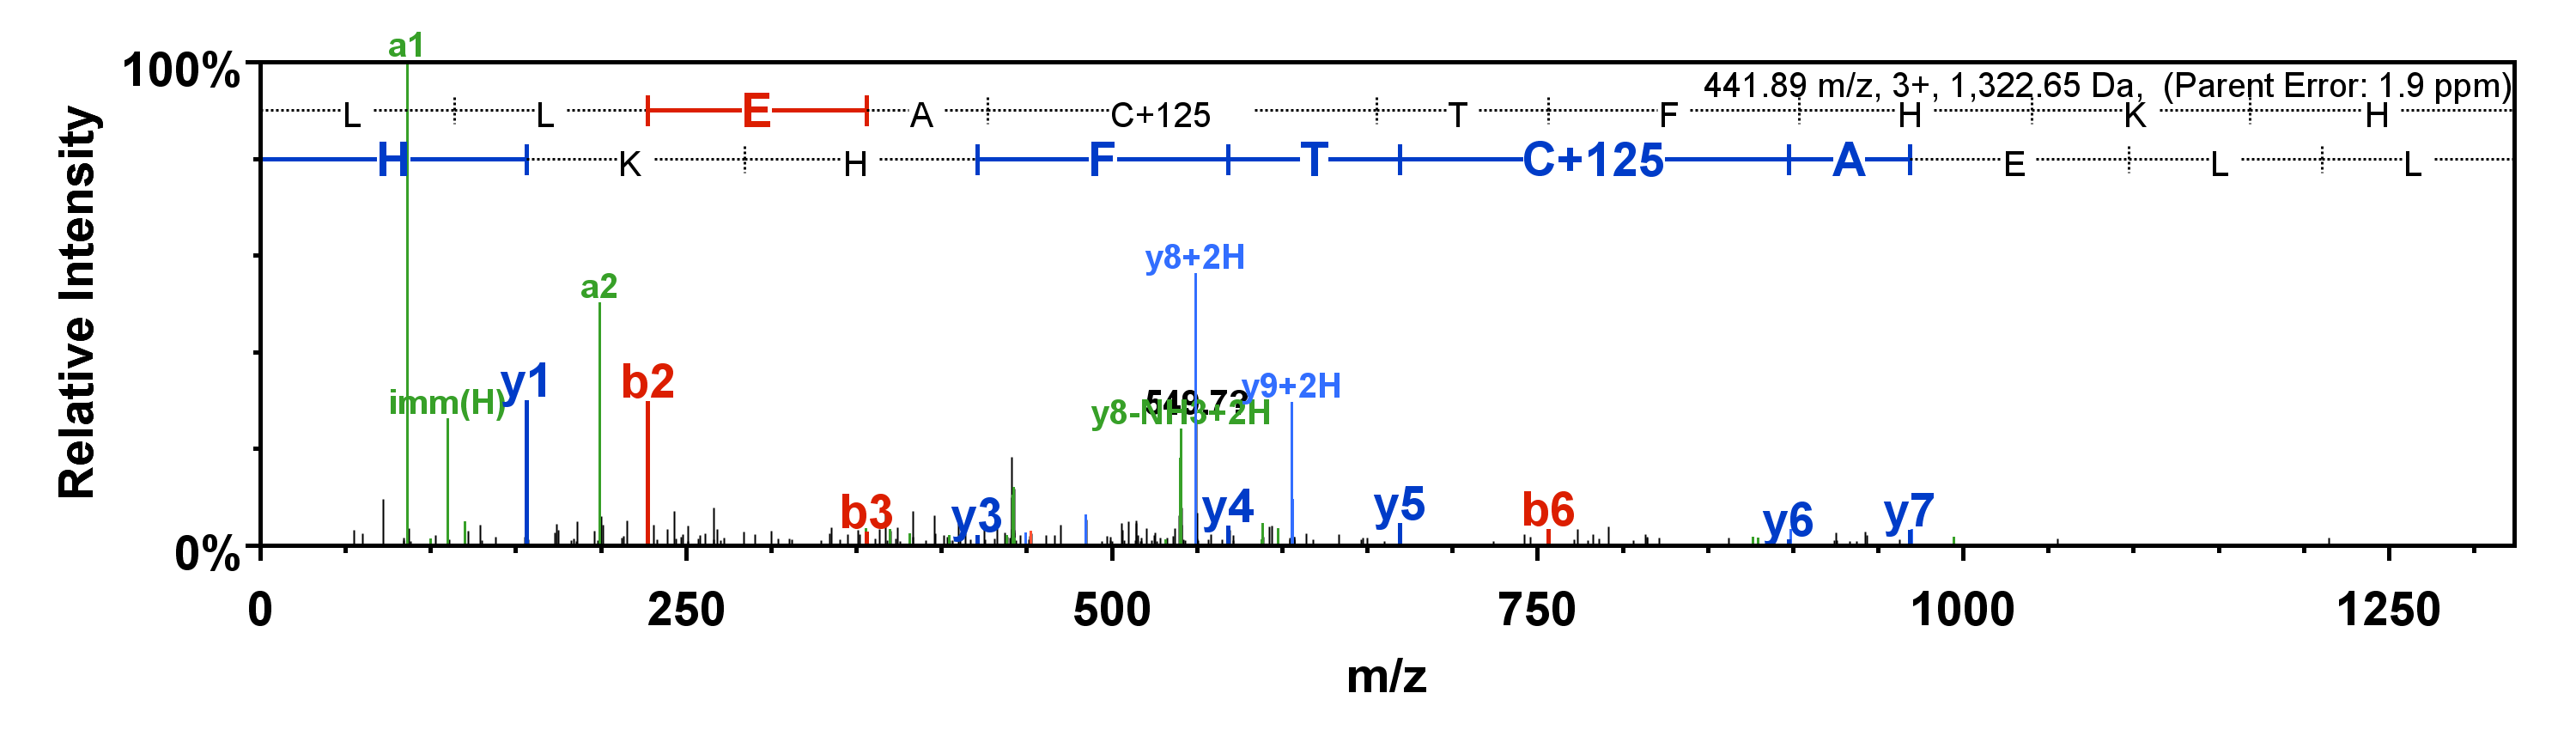 a1
100%
441.89 m/z, 3+, 1,322.65 Da, (Parent Error: 1.9 ppm)
L L E A C+125 T F H K H
H K H F T C+125 A E L L
Relative Intensity
y8+2H
a2
y1 b2 y9+2H
imm(H) 549.73
y8-NH3+2H
b3 y3 y4 y5 b6 y6 y7
0%
0 250 500 750 1000 1250
m/z